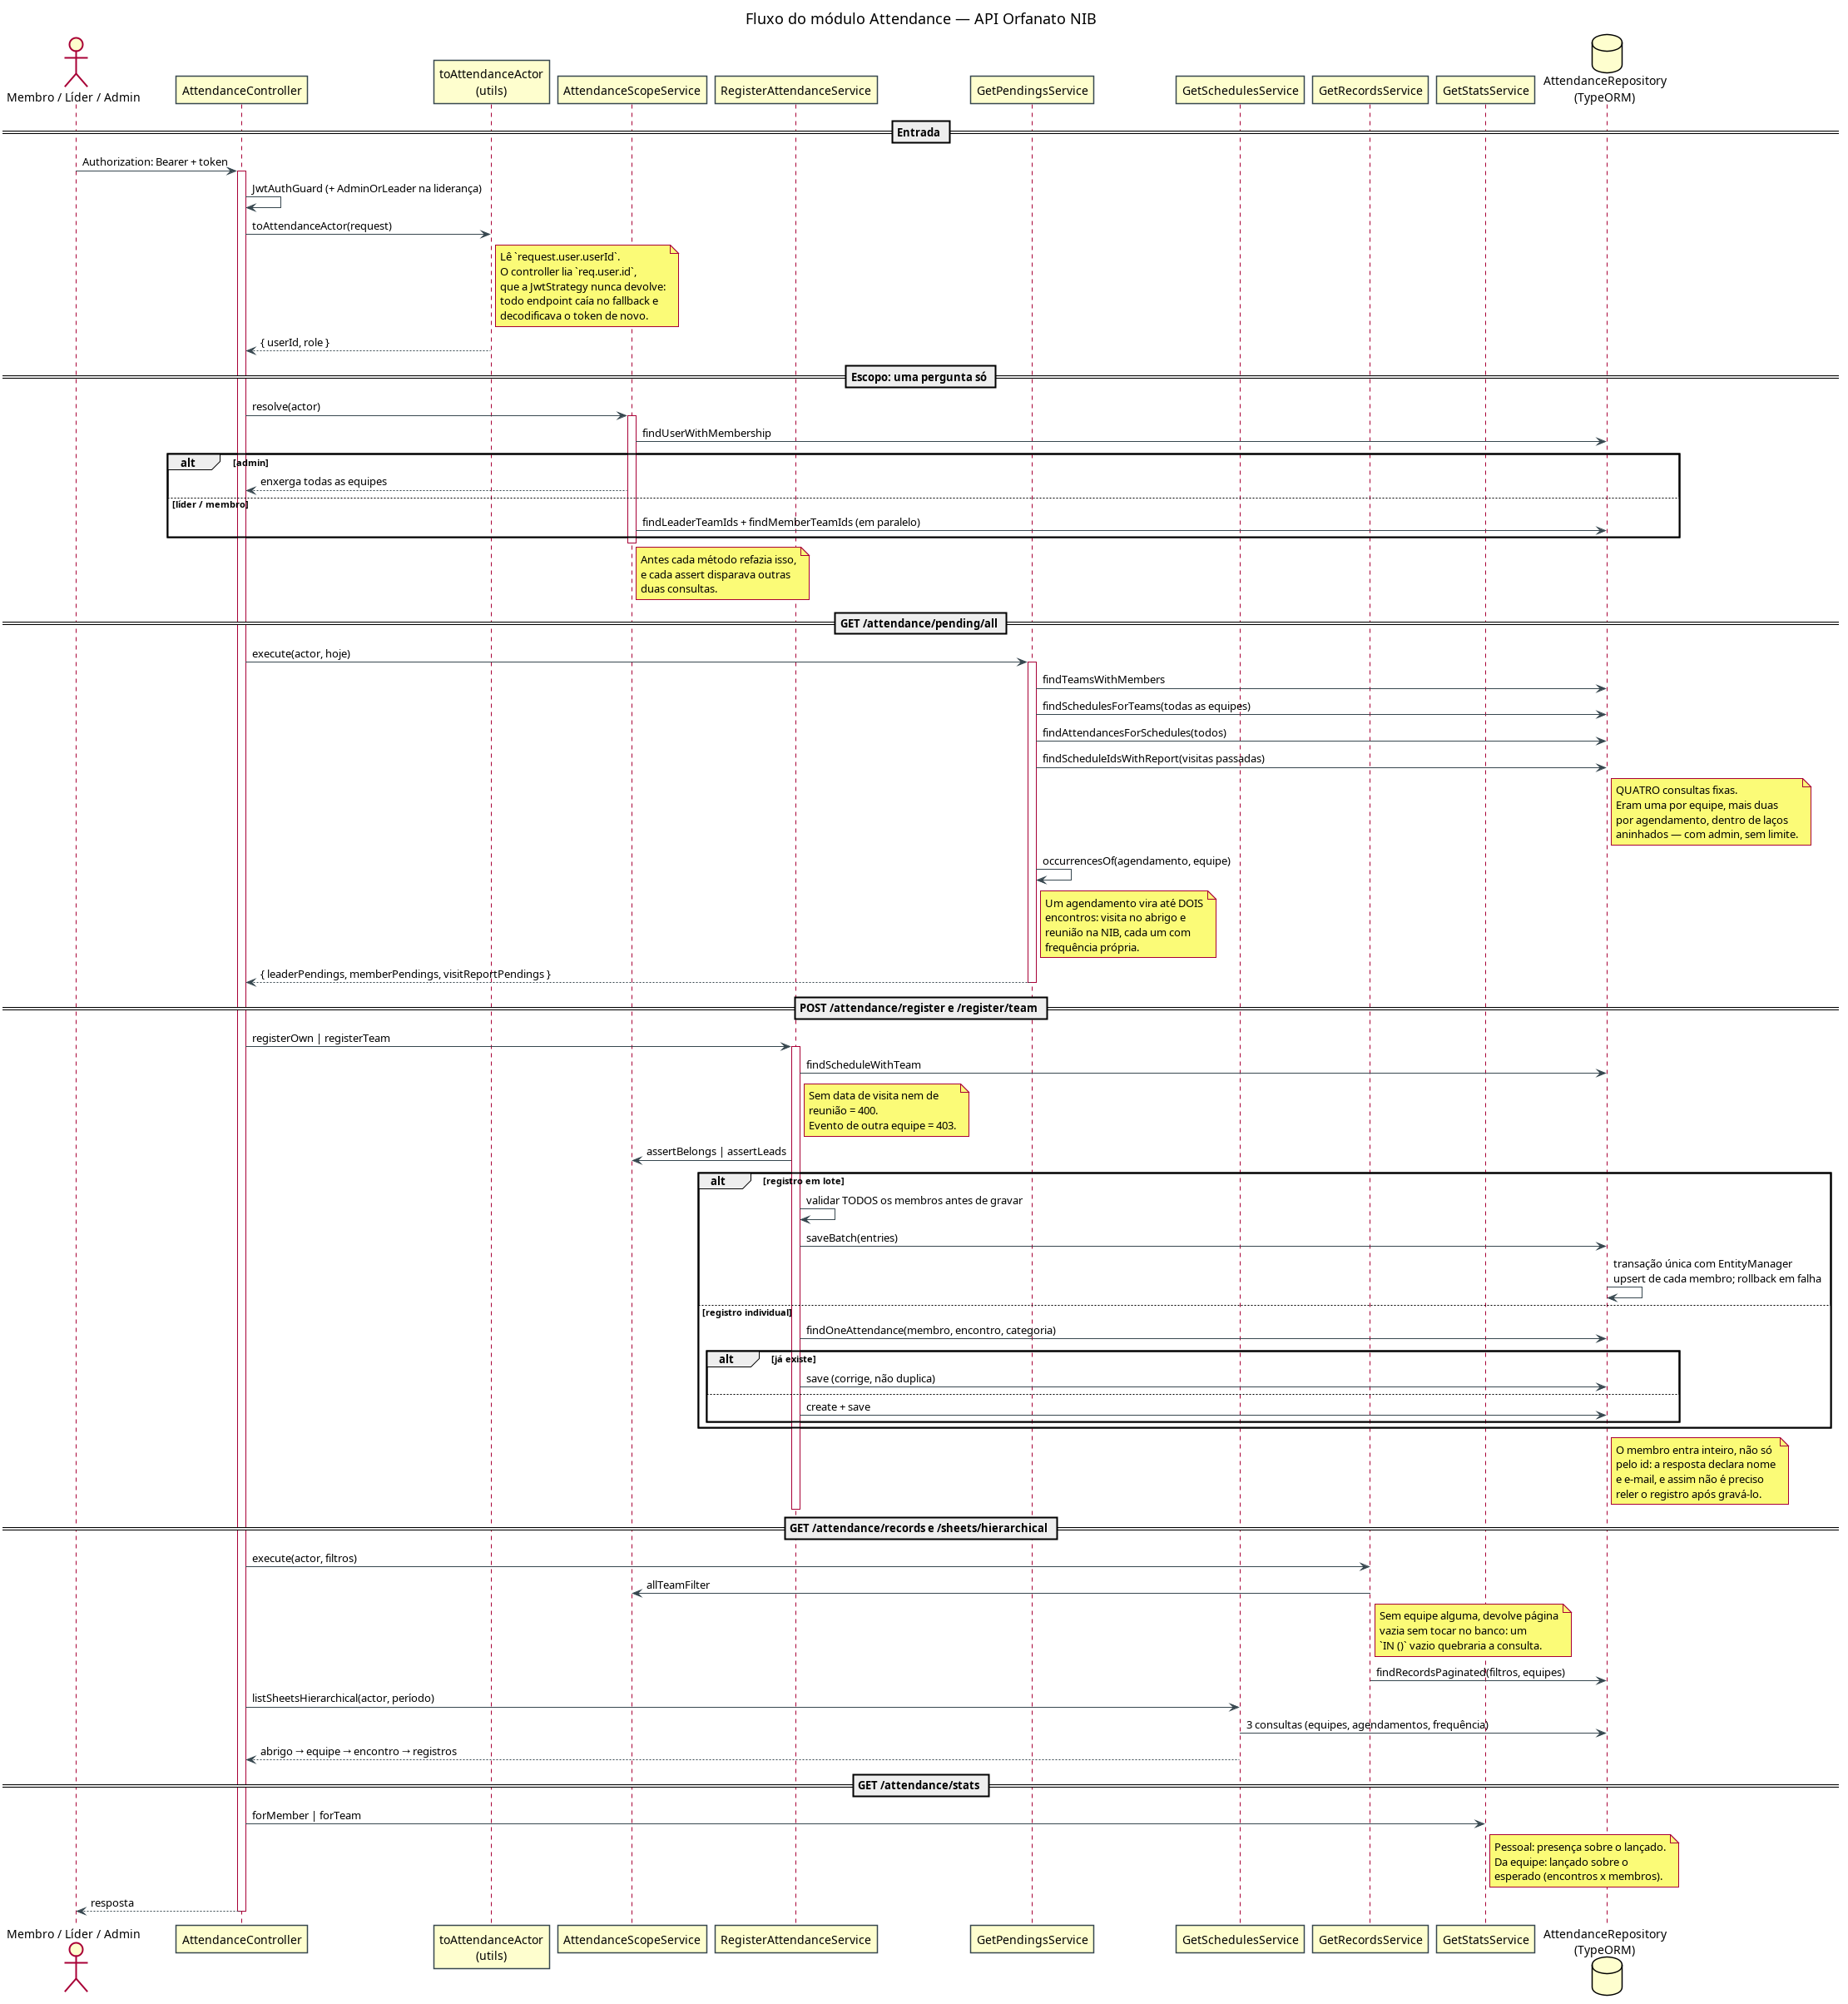 Fluxo do módulo Attendance — API Orfanato NIB
Membro / Líder / Admin
AttendanceController
toAttendanceActor
(utils)
AttendanceScopeService
RegisterAttendanceService
GetPendingsService
GetSchedulesService
GetRecordsService
GetStatsService
AttendanceRepository
(TypeORM)
Entrada
Authorization: Bearer + token
JwtAuthGuard (+ AdminOrLeader na liderança)
toAttendanceActor(request)
Lê `request.user.userId`.
O controller lia `req.user.id`,
que a JwtStrategy nunca devolve:
todo endpoint caía no fallback e
decodificava o token de novo.
{ userId, role }
Escopo: uma pergunta só
resolve(actor)
findUserWithMembership
alt [admin]
enxerga todas as equipes
[líder / membro]
findLeaderTeamIds + findMemberTeamIds (em paralelo)
Antes cada método refazia isso,
e cada assert disparava outras
duas consultas.
GET /attendance/pending/all
execute(actor, hoje)
findTeamsWithMembers
findSchedulesForTeams(todas as equipes)
findAttendancesForSchedules(todos)
findScheduleIdsWithReport(visitas passadas)
QUATRO consultas fixas.
Eram uma por equipe, mais duas
por agendamento, dentro de laços
aninhados — com admin, sem limite.
occurrencesOf(agendamento, equipe)
Um agendamento vira até DOIS
encontros: visita no abrigo e
reunião na NIB, cada um com
frequência própria.
{ leaderPendings, memberPendings, visitReportPendings }
POST /attendance/register e /register/team
registerOwn | registerTeam
findScheduleWithTeam
Sem data de visita nem de
reunião = 400.
Evento de outra equipe = 403.
assertBelongs | assertLeads
alt [registro em lote]
validar TODOS os membros antes de gravar
saveBatch(entries)
transação única com EntityManager
upsert de cada membro; rollback em falha
[registro individual]
findOneAttendance(membro, encontro, categoria)
alt [já existe]
save (corrige, não duplica)
create + save
O membro entra inteiro, não só
pelo id: a resposta declara nome
e e-mail, e assim não é preciso
reler o registro após gravá-lo.
GET /attendance/records e /sheets/hierarchical
execute(actor, filtros)
allTeamFilter
Sem equipe alguma, devolve página
vazia sem tocar no banco: um
`IN ()` vazio quebraria a consulta.
findRecordsPaginated(filtros, equipes)
listSheetsHierarchical(actor, período)
3 consultas (equipes, agendamentos, frequência)
abrigo → equipe → encontro → registros
GET /attendance/stats
forMember | forTeam
Pessoal: presença sobre o lançado.
Da equipe: lançado sobre o
esperado (encontros x membros).
resposta
Membro / Líder / Admin
AttendanceController
toAttendanceActor
(utils)
AttendanceScopeService
RegisterAttendanceService
GetPendingsService
GetSchedulesService
GetRecordsService
GetStatsService
AttendanceRepository
(TypeORM)